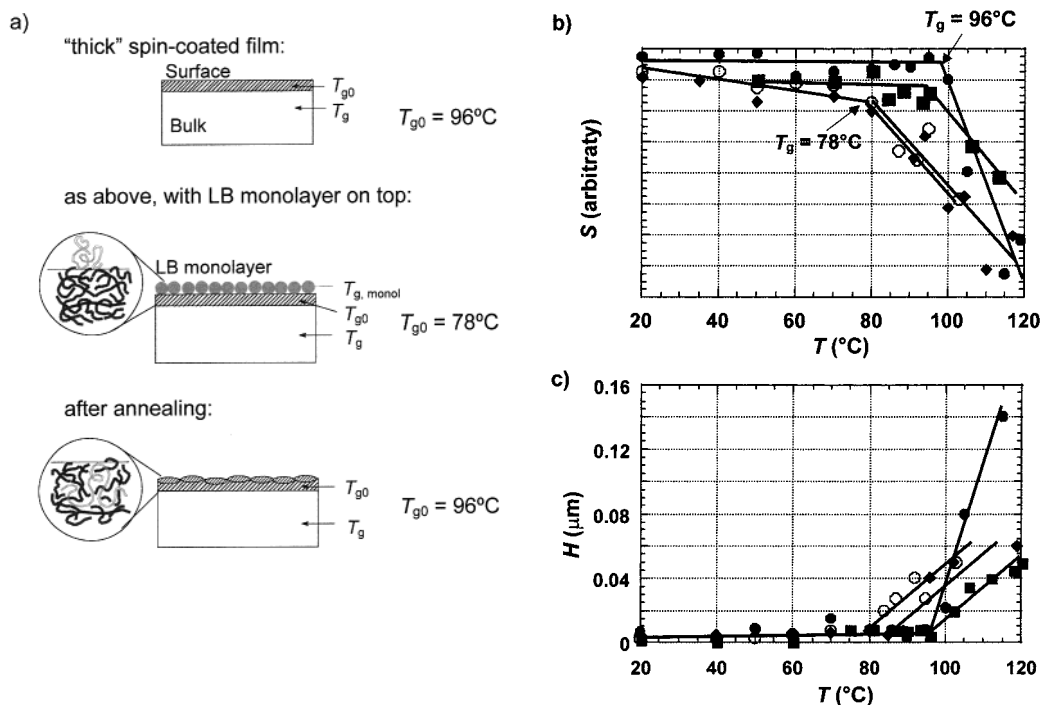 a)
“thick” spin-coated film:
Surface
Tg0
Tg
Bulk
Tg0 = 96ºC
as above, with LB monolayer on top:
LB monolayer
Tg, monol
Tg0
Tg0 = 78ºC
Tg
after annealing:
Tg0
Tg0 = 96ºC
Tg
b)
Tg = 96°C
Tg = 78°C
S (arbitraty)
20 40 60 80 100 120
T (°C)
c)
0.16
0.12
0.08
0.04
0
H (μm)
20 40 60 80 100 120
T (°C)